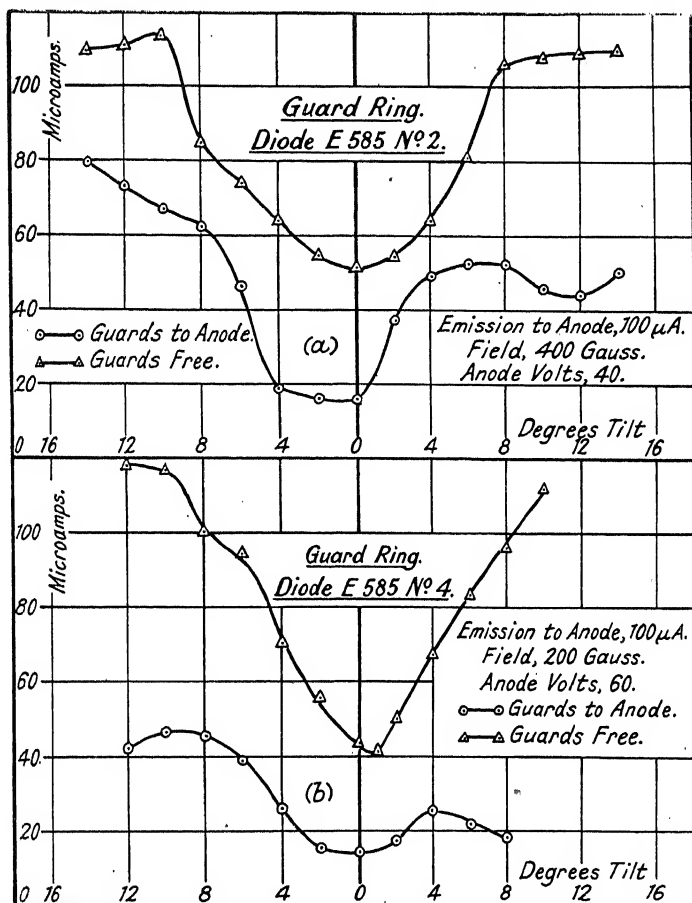 Microamps.
100
80
60
40
20
Guard Ring.
Diode E 585 Nº 2.
Guards to Anode.
Guards Free.
(a)
Emission to Anode, 100 μA.
Field, 400 Gauss.
Anode Volts, 40.
Degrees Tilt
0 16 12 8 4 0 4 8 12 16
Microamps.
100
80
60
40
20
Guard Ring.
Diode E 585 Nº 4.
Emission to Anode, 100 μA.
Field, 200 Gauss.
Anode Volts, 60.
Guards to Anode.
Guards Free.
(b)
Degrees Tilt
0 16 12 8 4 0 4 8 12 16